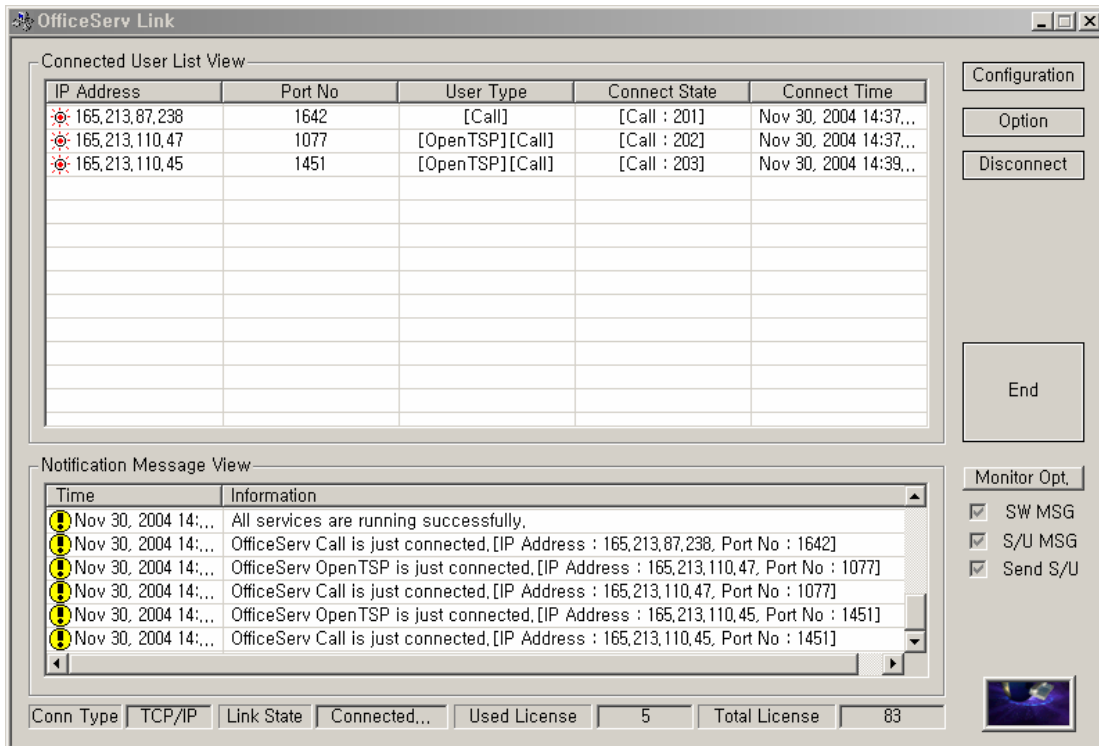 OfficeServ Link
Connected User List View
IP Address Port No User Type Connect State Connect Time
165,213,87,238 1642 [Call] [Call : 201] Nov 30, 2004 14:37,,,
165,213,110,47 1077 [OpenTSP][Call] [Call : 202] Nov 30, 2004 14:37,,,
165,213,110,45 1451 [OpenTSP][Call] [Call : 203] Nov 30, 2004 14:39,,,
Configuration
Option
Disconnect
End
Notification Message View
Time Information
Nov 30, 2004 14:,,, All services are running successfully,
Nov 30, 2004 14:,,, OfficeServ Call is just connected,[IP Address : 165,213,87,238, Port No : 1642]
Nov 30, 2004 14:,,, OfficeServ OpenTSP is just connected,[IP Address : 165,213,110,47, Port No : 1077]
Nov 30, 2004 14:,,, OfficeServ Call is just connected,[IP Address : 165,213,110,47, Port No : 1077]
Nov 30, 2004 14:,,, OfficeServ OpenTSP is just connected,[IP Address : 165,213,110,45, Port No : 1451]
Nov 30, 2004 14:,,, OfficeServ Call is just connected,[IP Address : 165,213,110,45, Port No : 1451]
Monitor Opt,
SW MSG
S/U MSG
Send S/U
Conn Type TCP/IP Link State Connected,,, Used License 5 Total License 83